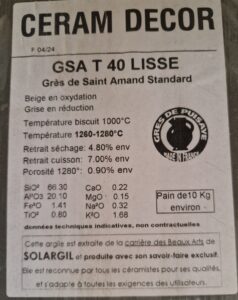 CERAM DECOR
F 04/24
GSA T 40 LISSE
Grès de Saint Amand Standard
Beige en oxydation
Grise en réduction
Température biscuit 1000°C
Température 1260-1280°C
Retrait séchage: 4.80% env
Retrait cuisson: 7.00% env
Porosité 1280°: 0.90% env
GRES DE PUISAYE
MADE IN FRANCE
SiO² 66.30 CaO 0.22
Al²O³ 20.10 MgO 0.15
Fe²O³ 1.41 Na²O 0.32
TiO² 0.80 K²O 1.68
Pain de 10 Kg
environ
données techniques indicatives, non contractuelles
Cette argile est extraite de la carrière des Beaux Arts de
SOLARGIL et produite avec son savoir-faire exclusif.
Elle est reconnue par tous les céramistes pour ses qualités,
et s'adapte à toutes les exigences des utilisateurs.